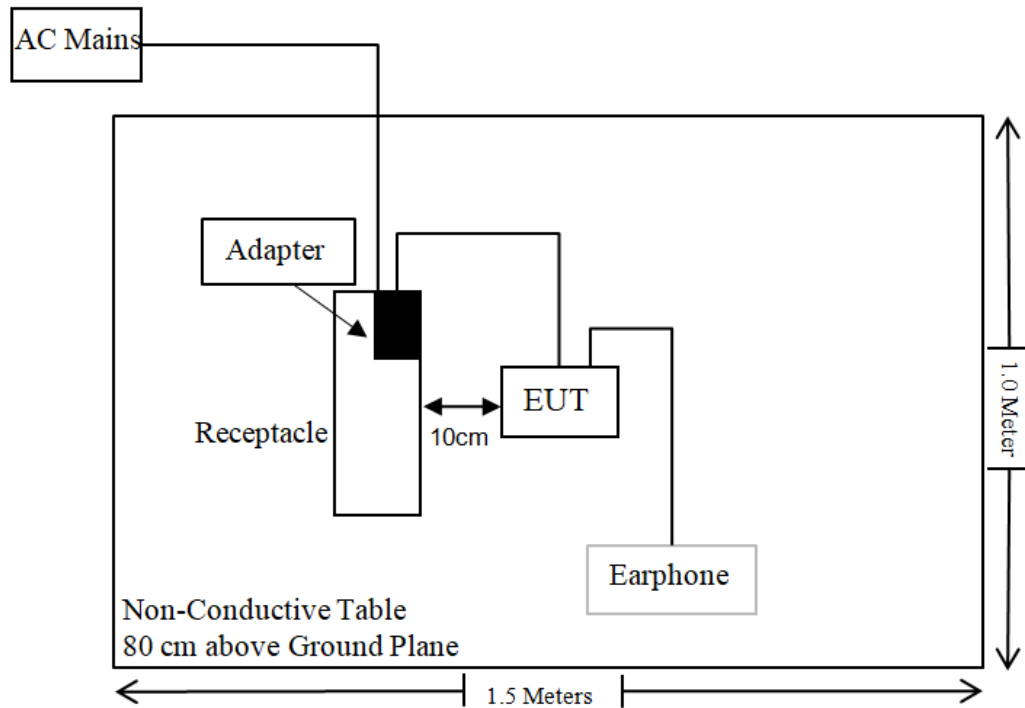 AC Mains
Adapter
EUT
Receptacle
10cm
1.0 Meter
Earphone
Non-Conductive Table
80 cm above Ground Plane
1.5 Meters